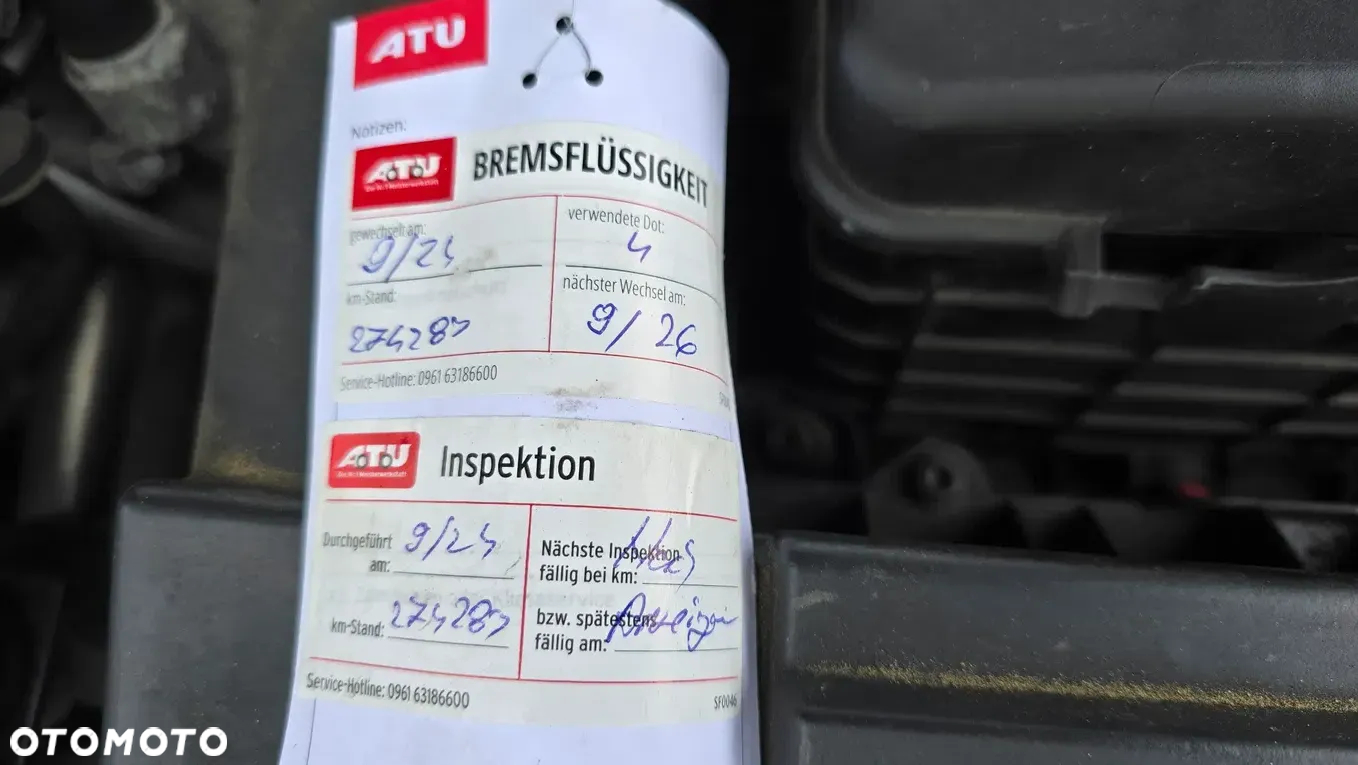 ATU
Notizen:
ATU
BREMSFLÜSSIGKEIT
gewechselt am:
9/24
verwendete Dot:
4
km-Stand:
nächster Wechsel am:
9/26
Service-Hotline: 0961 63186600
ATU
Inspektion
Durchgeführt
am:
9/24
Nächste Inspektion
fällig bei km:
km-Stand:
bzw. spätestens
fällig am:
Service-Hotline: 0961 63186600
SF0046
OTOMOTO